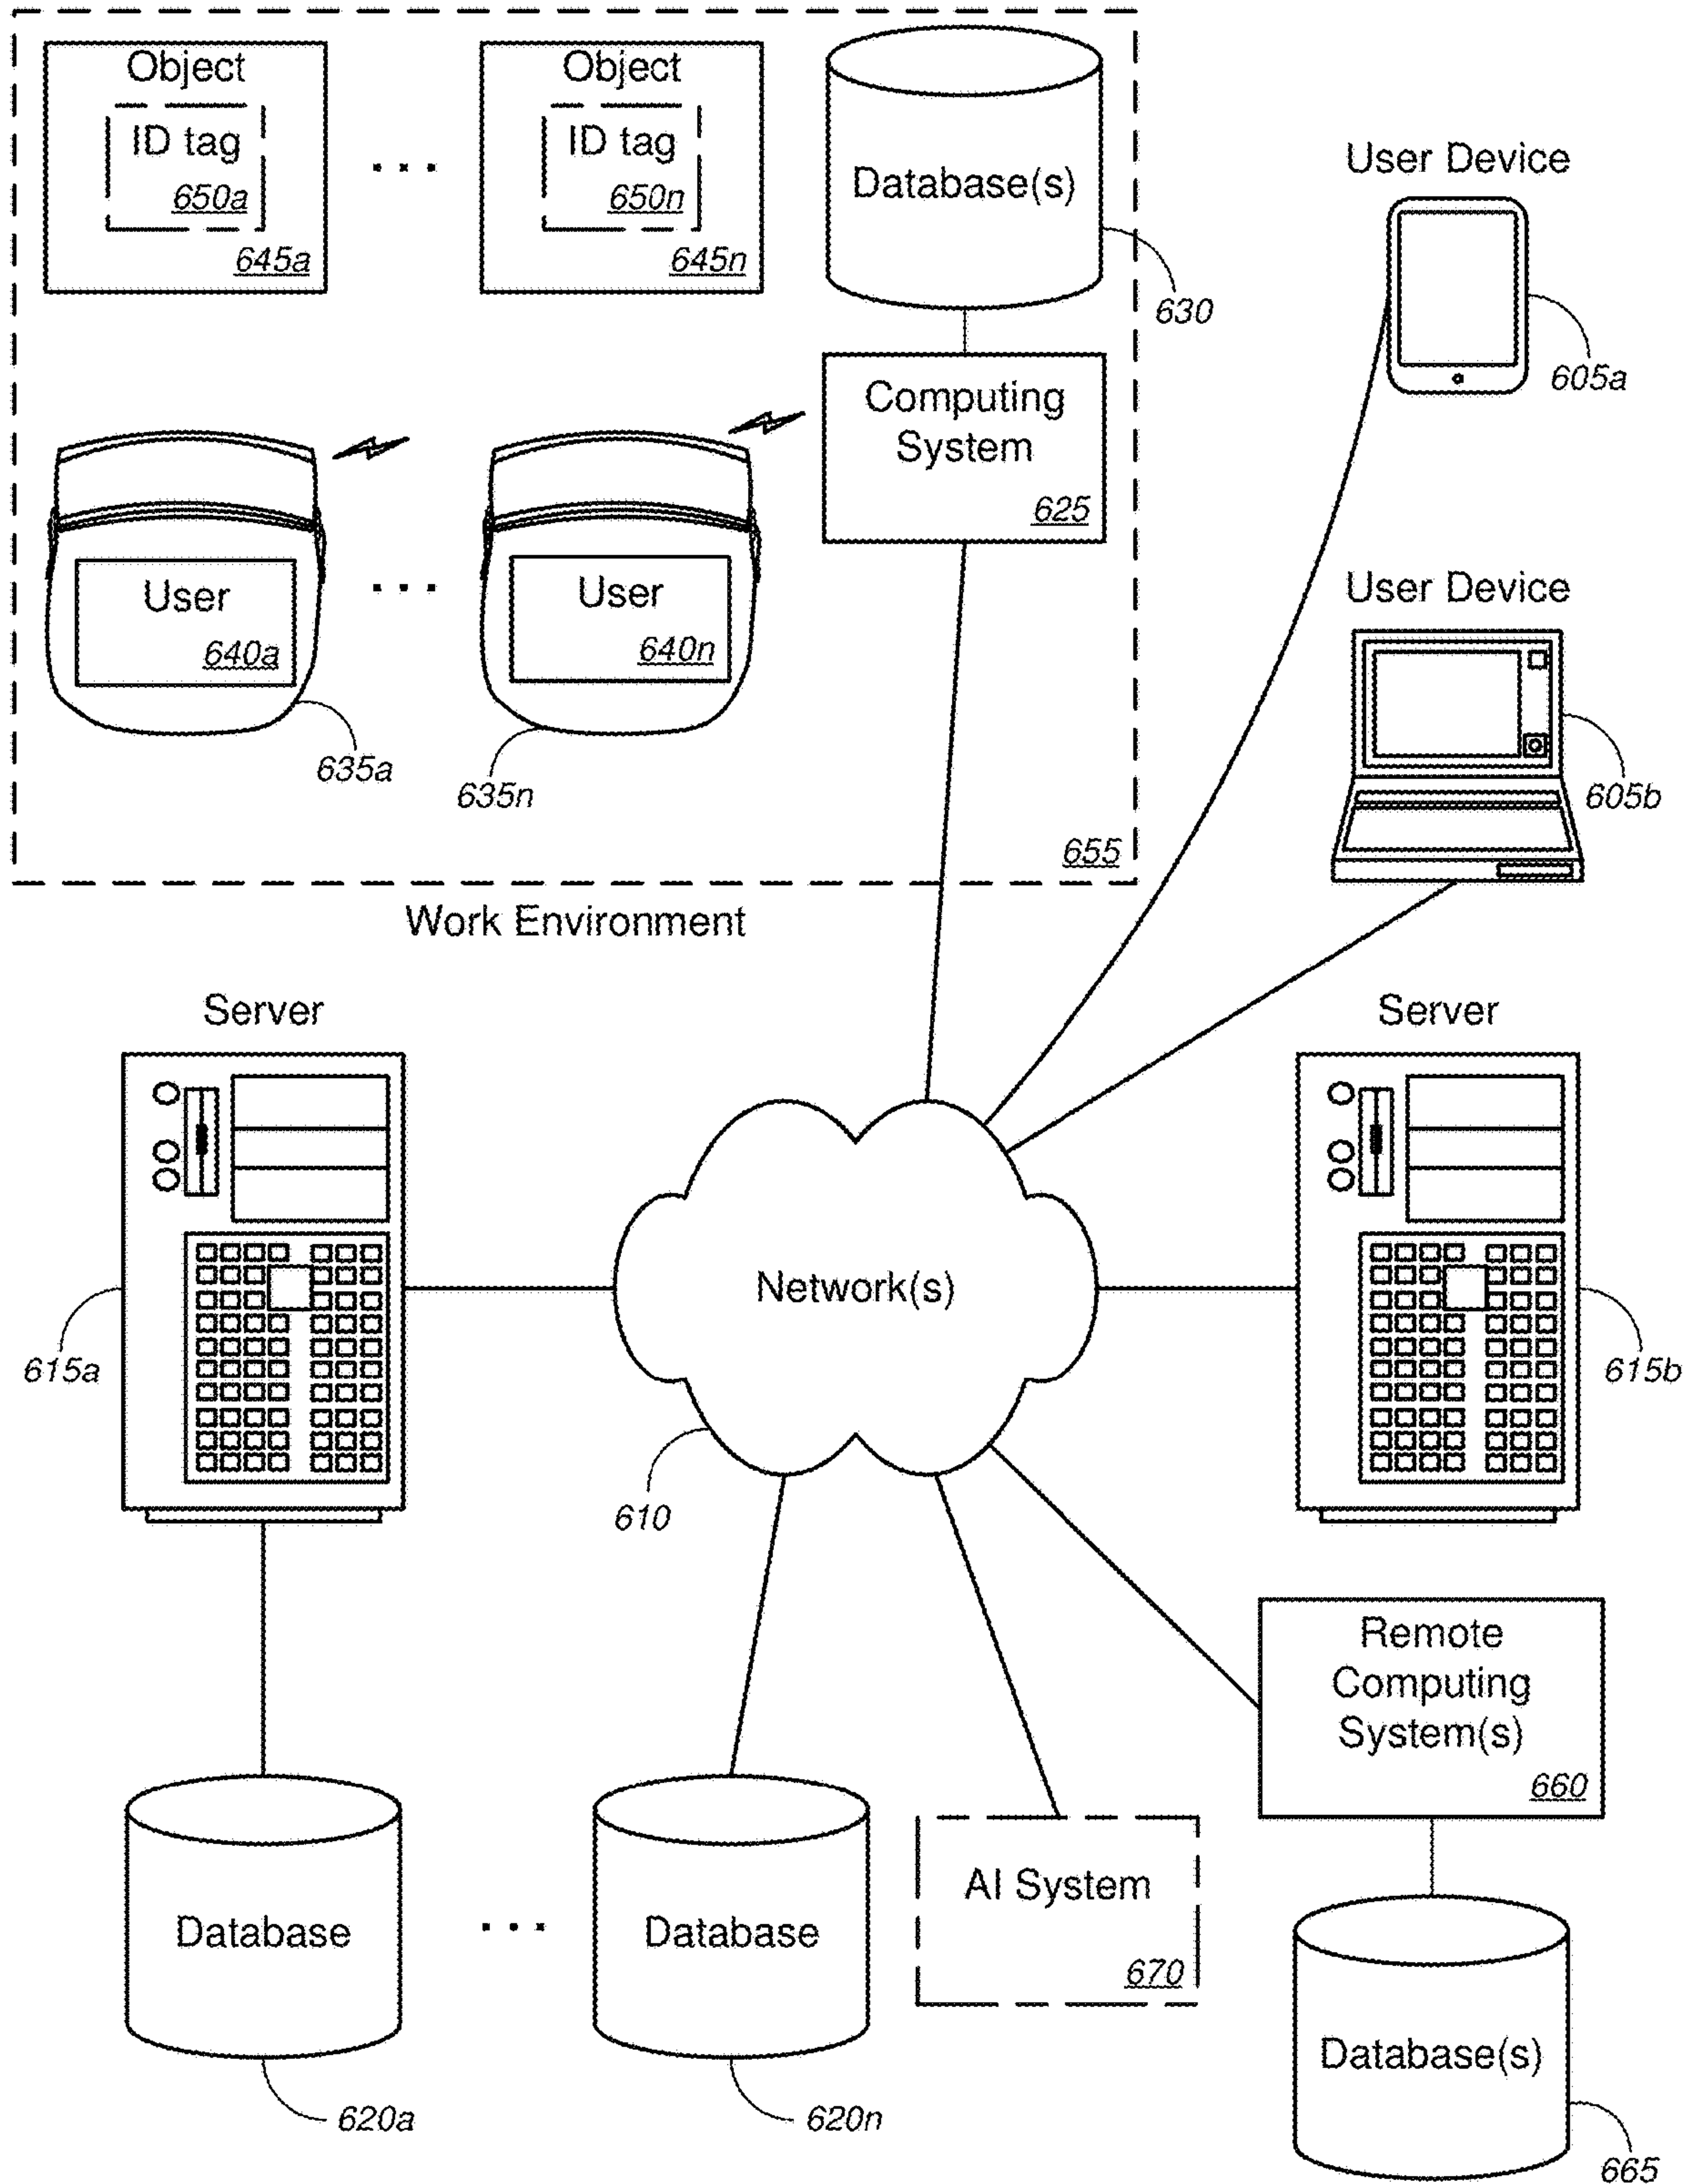 Object
ID tag
650a
645a
...
Object
ID tag
650n
645n
Database(s)
630
User Device
605a
Computing
System
625
User
640a
635a
...
User
640n
635n
User Device
605b
655
Work Environment
Server
615a
Network(s)
610
Server
615b
Remote
Computing
System(s)
660
Database
620a
...
Database
620n
AI System
670
Database(s)
665